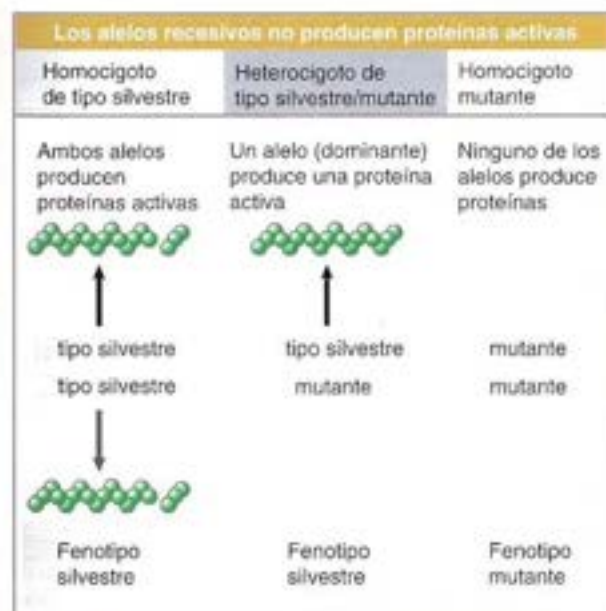 Los alelos recesivos no producen proteínas activas
Homocigoto
de tipo silvestre
Heterocigoto de
tipo silvestre/mutante
Homocigoto
mutante
Ambos alelos
producen
proteínas activas
Un alelo (dominante)
produce una proteína
activa
Ninguno de los
alelos produce
proteínas
tipo silvestre
tipo silvestre
mutante
tipo silvestre
mutante
mutante
Fenotipo
silvestre
Fenotipo
silvestre
Fenotipo
mutante